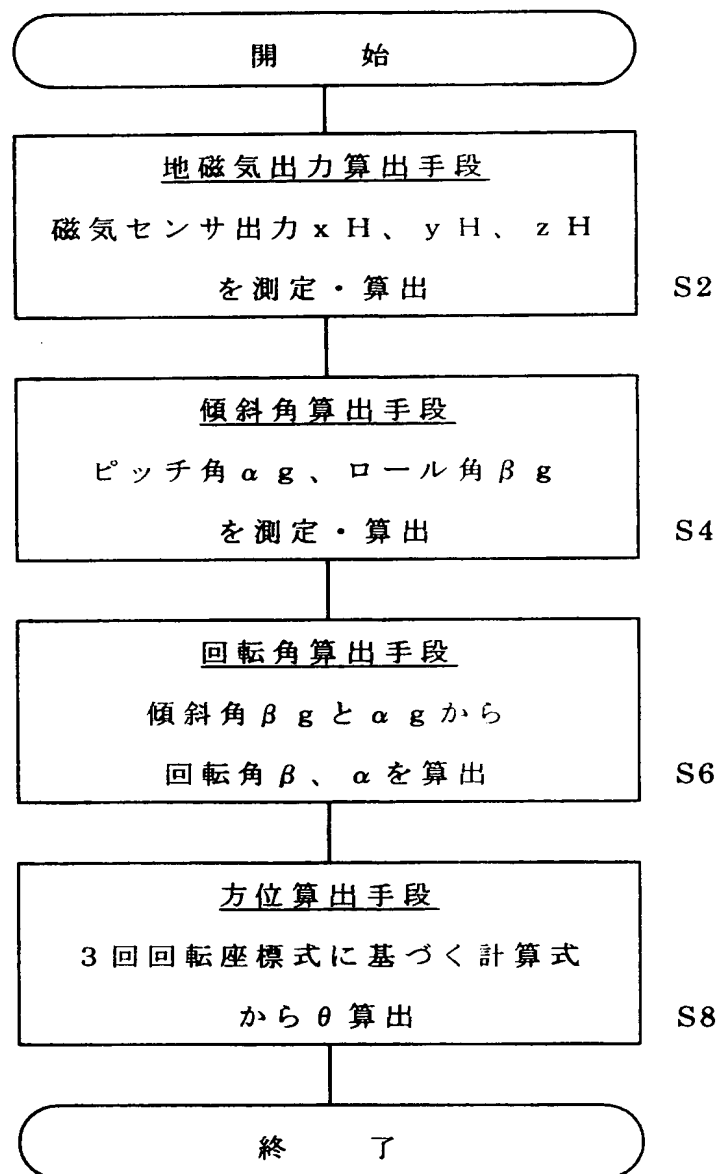 開始
地磁気出力算出手段
磁気センサ出力xH、yH、zH
を測定・算出
S2
傾斜角算出手段
ピッチ角αg、ロール角βg
を測定・算出
S4
回転角算出手段
傾斜角βgとαgから
回転角β、αを算出
S6
方位算出手段
3回回転座標式に基づく計算式
からθ算出
S8
終了